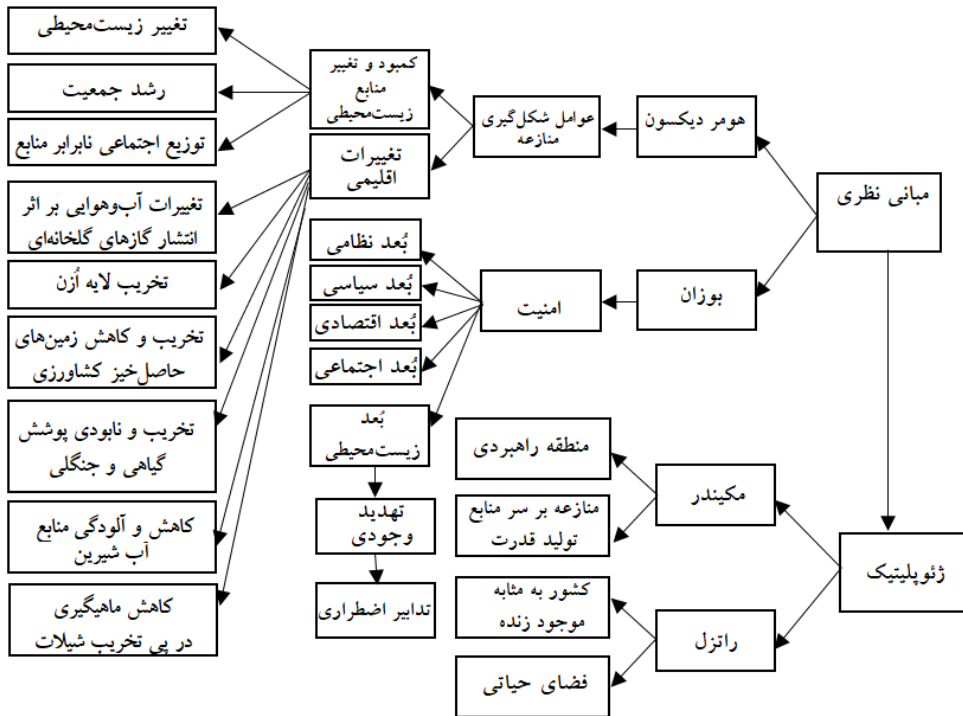 مبانی نظری
هومر دیکسون
عوامل شکل‌گیری
منازعه
کمبود و تغییر
منابع
زیست‌محیطی
تغییر زیست‌محیطی
رشد جمعیت
توزیع اجتماعی نابرابر منابع
تغییرات
اقلیمی
تغییرات آب‌وهوایی بر اثر
انتشار گازهای گلخانه‌ای
تخریب لایه اُزن
تخریب و کاهش زمین‌های
حاصل‌خیز کشاورزی
تخریب و نابودی پوشش
گیاهی و جنگلی
کاهش و آلودگی منابع
آب شیرین
کاهش ماهیگیری
در پی تخریب شیلات
بوزان
امنیت
بُعد نظامی
بُعد سیاسی
بُعد اقتصادی
بُعد اجتماعی
بُعد
زیست‌محیطی
تهدید
وجودی
تدابیر اضطراری
ژئوپلیتیک
مکیندر
منطقه راهبردی
منازعه بر سر منابع
تولید قدرت
راتزل
کشور به مثابه
موجود زنده
فضای حیاتی